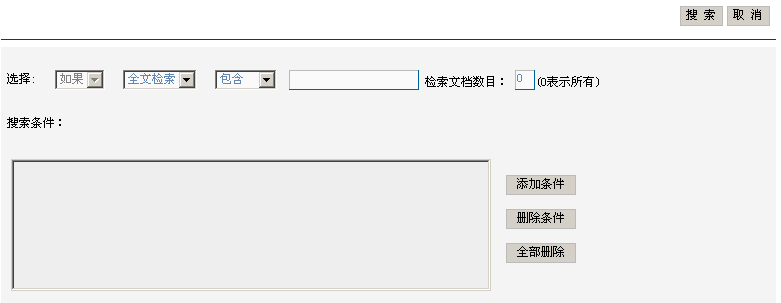 搜 索 取 消
选择: 如果 全文检索 包含 检索文档数目： 0 (0表示所有)
搜索条件：
添加条件
删除条件
全部删除